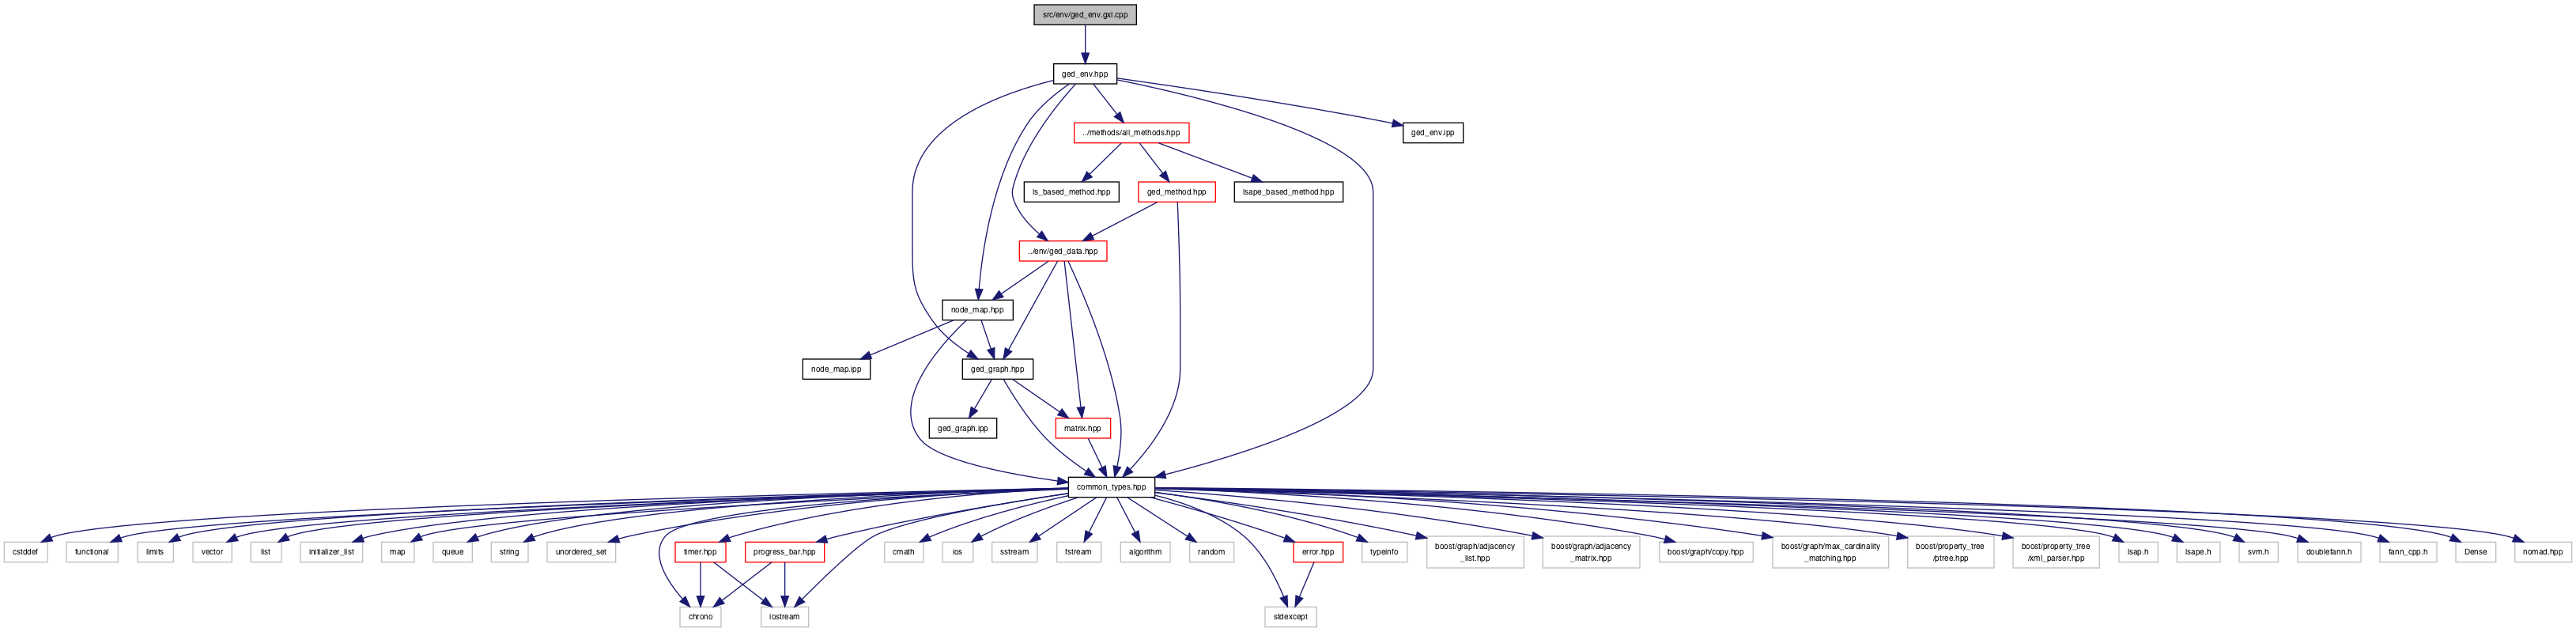 src/env/ged_env.gxl.cpp
ged_env.hpp
../methods/all_methods.hpp
ged_env.ipp
ls_based_method.hpp
ged_method.hpp
lsape_based_method.hpp
../env/ged_data.hpp
node_map.hpp
node_map.ipp
ged_graph.hpp
ged_graph.ipp
matrix.hpp
common_types.hpp
cstddef
functional
limits
vector
list
initializer_list
map
queue
string
unordered_set
timer.hpp
progress_bar.hpp
cmath
ios
sstream
fstream
algorithm
random
error.hpp
typeinfo
boost/graph/adjacency
_list.hpp
boost/graph/adjacency
_matrix.hpp
boost/graph/copy.hpp
boost/graph/max_cardinality
_matching.hpp
boost/property_tree
/ptree.hpp
boost/property_tree
/xml_parser.hpp
lsap.h
lsape.h
svm.h
doublefann.h
fann_cpp.h
Dense
nomad.hpp
chrono
iostream
stdexcept